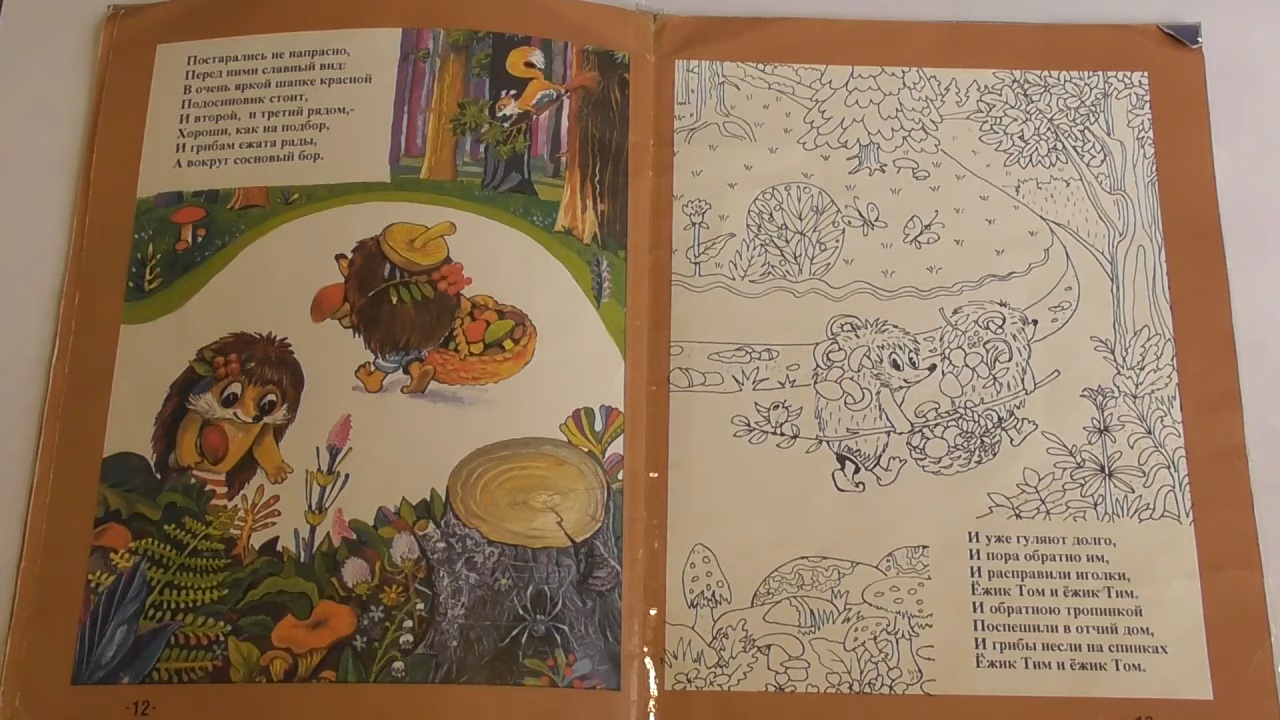 Постарались не напрасно,
Перед ними славный вид:
В очень яркой шапке красной
Подосиновик стоит,
И второй, и третий рядом,-
Хороши, как на подбор,
И грибам ежата рады,
А вокруг сосновый бор.
-12-
И уже гуляют долго,
И пора обратно им,
И расправили иголки,
Ёжик Том и ёжик Тим.
И обратною тропинкой
Поспешили в отчий дом,
И грибы несли на спинках
Ёжик Тим и ёжик Том.